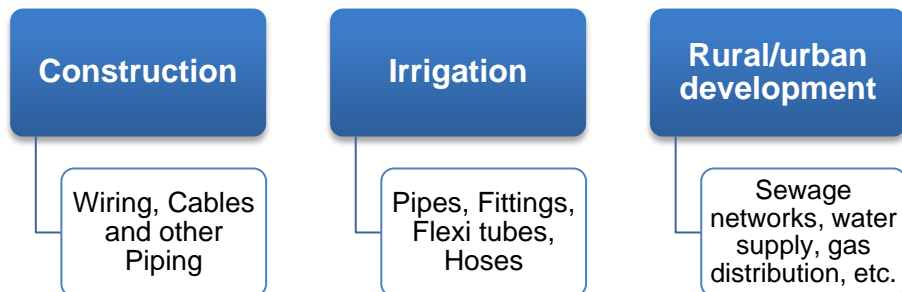 Construction
Wiring, Cables
and other
Piping
Irrigation
Pipes, Fittings,
Flexi tubes,
Hoses
Rural/urban
development
Sewage
networks, water
supply, gas
distribution, etc.